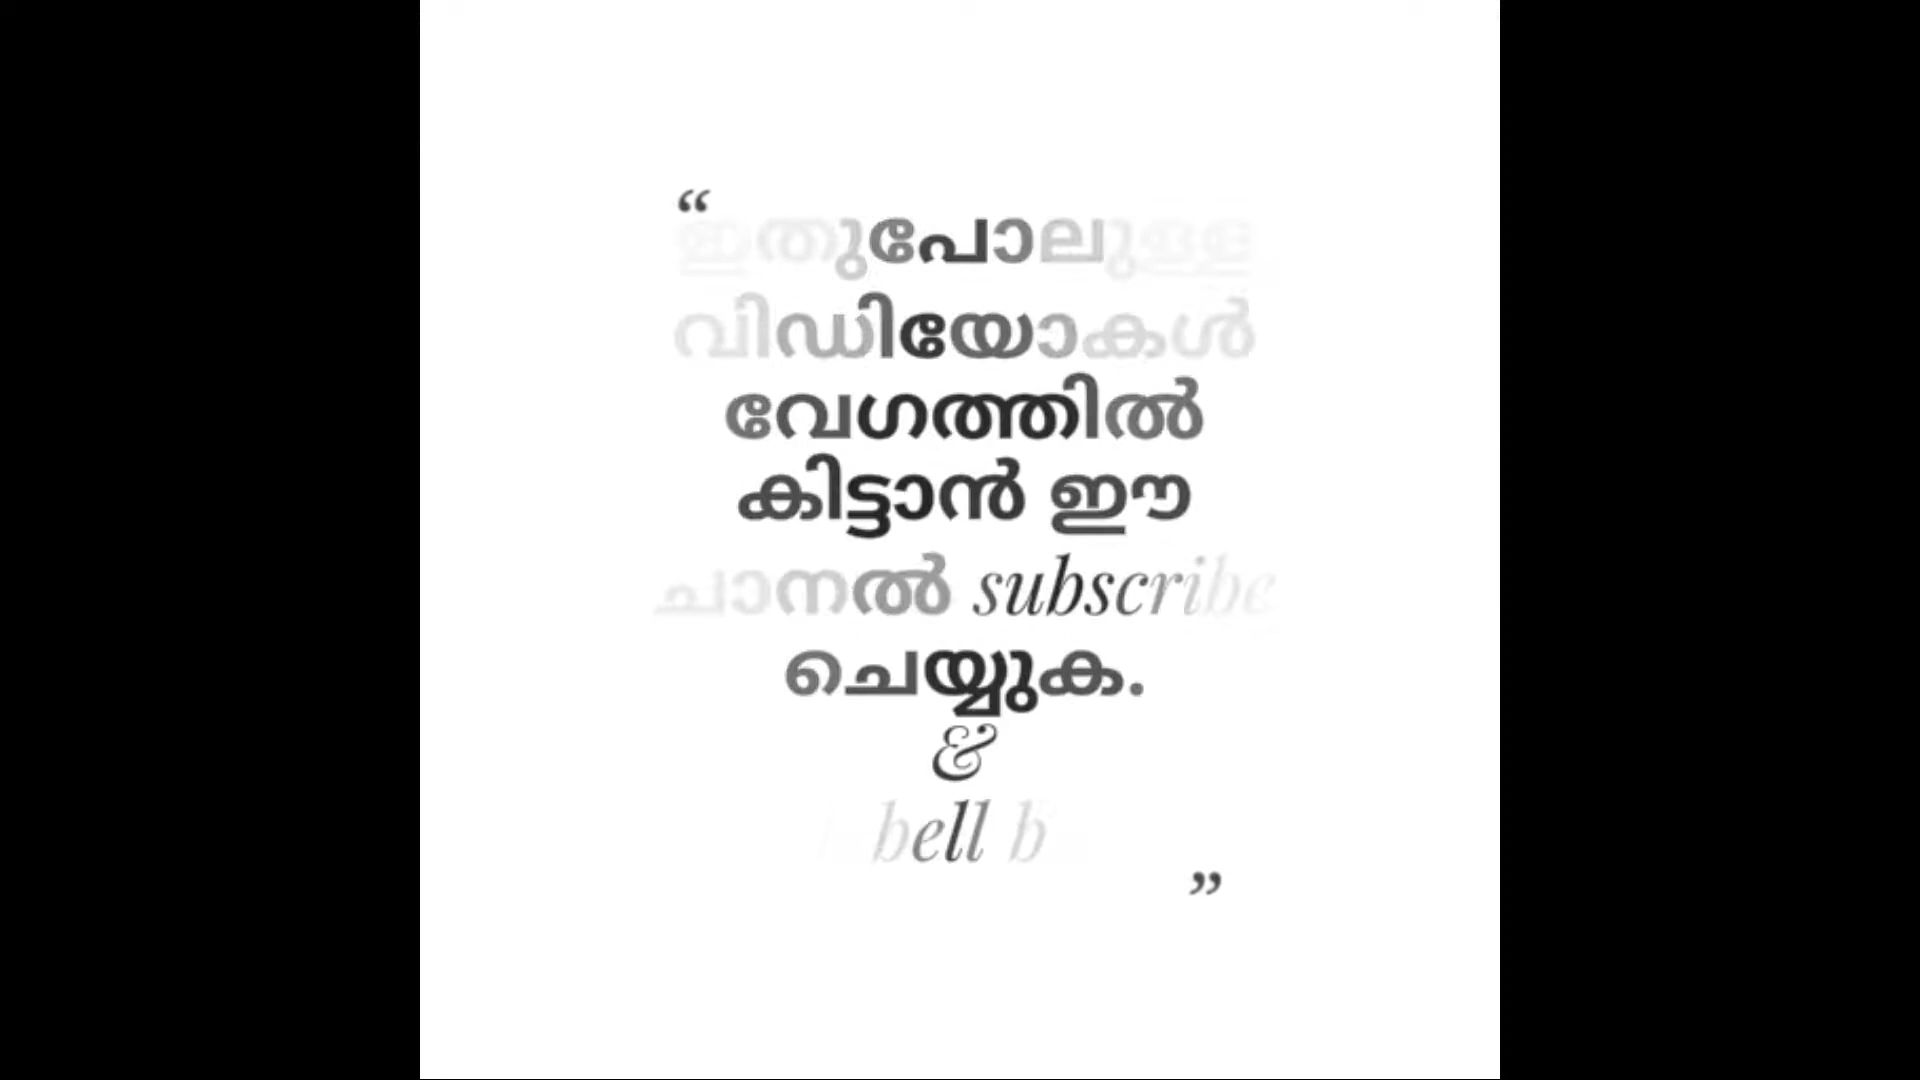 “ഇതുപോലുള്ള
വിഡിയോകൾ
വേഗത്തിൽ
കിട്ടാൻ ഈ
ചാനൽ subscribe
ചെയ്യുക.
&
bell
”